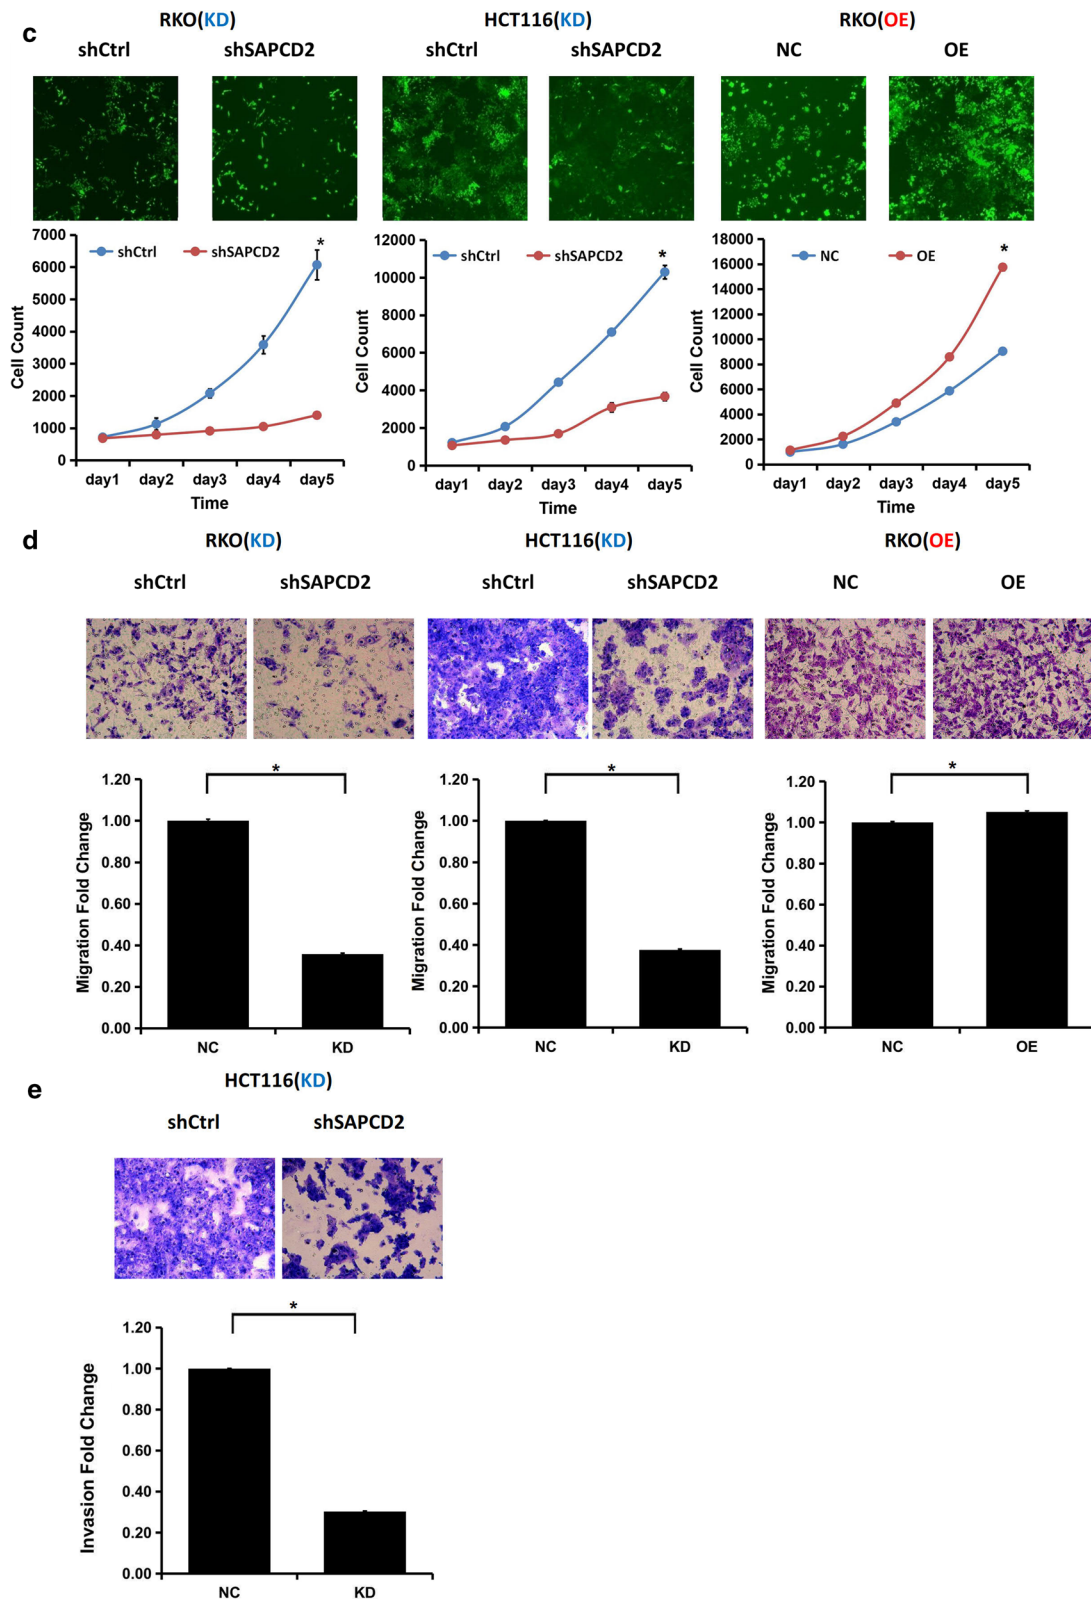 c
RKO(KD)
HCT116(KD)
RKO(OE)
shCtrl
shSAPCD2
shCtrl
shSAPCD2
NC
OE
7000
6000
5000
4000
3000
2000
1000
0
Cell Count
shCtrl
shSAPCD2
*
day1 day2 day3 day4 day5
Time
12000
10000
8000
6000
4000
2000
0
Cell Count
shCtrl
shSAPCD2
*
day1 day2 day3 day4 day5
Time
18000
16000
14000
12000
10000
8000
6000
4000
2000
0
Cell Count
NC
OE
*
day1 day2 day3 day4 day5
Time
d
RKO(KD)
HCT116(KD)
RKO(OE)
shCtrl
shSAPCD2
shCtrl
shSAPCD2
NC
OE
1.20
1.00
0.80
0.60
0.40
0.20
0.00
Migration Fold Change
*
NC
KD
1.20
1.00
0.80
0.60
0.40
0.20
0.00
Migration Fold Change
*
NC
KD
1.20
1.00
0.80
0.60
0.40
0.20
0.00
Migration Fold Change
*
NC
OE
e
HCT116(KD)
shCtrl
shSAPCD2
1.20
1.00
0.80
0.60
0.40
0.20
0.00
Invasion Fold Change
*
NC
KD